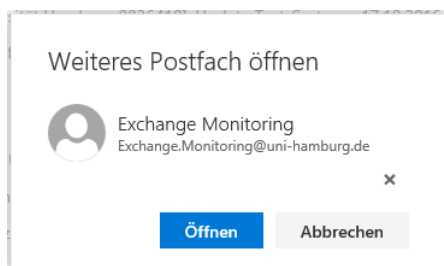 Weiteres Postfach öffnen
Exchange Monitoring
Exchange.Monitoring@uni-hamburg.de
Öffnen
Abbrechen